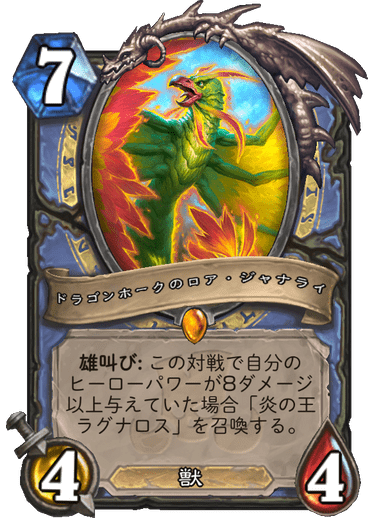 7
ドラゴンホークのロア・ジャナライ
雄叫び: この対戦で自分の
ヒーローパワーが8ダメージ
以上与えていた場合「炎の王
ラグナロス」を召喚する。
4
獣
4